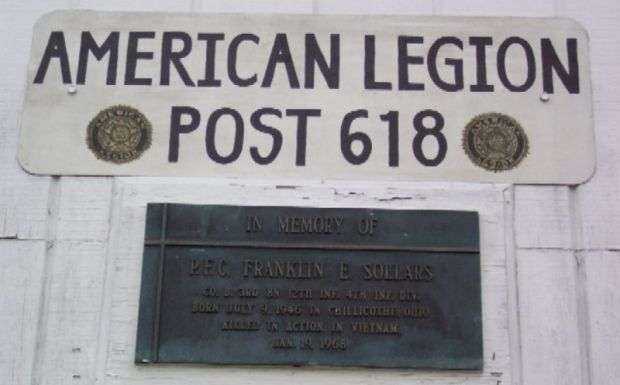 AMERICAN LEGION
POST 618
IN MEMORY OF
P.F.C. FRANKLIN E SOLLARS
CO. B. 3RD BN 12TH INF. 4TH INF. DIV.
BORN JULY 9, 1946 IN CHILLICOTHE OHIO
KILLED IN ACTION IN VIETNAM
JAN. 19, 1968